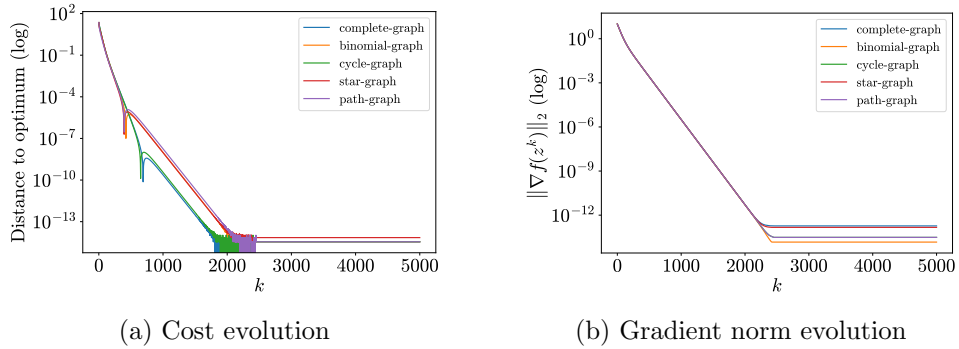 Distance to optimum (log)
10^1
10^{-1}
10^{-4}
10^{-7}
10^{-10}
10^{-13}
complete-graph
binomial-graph
cycle-graph
star-graph
path-graph
0 1000 2000 3000 4000 5000
k
(a) Cost evolution
‖∇f(z^k)‖_2 (log)
10^0
10^{-3}
10^{-6}
10^{-9}
10^{-12}
complete-graph
binomial-graph
cycle-graph
star-graph
path-graph
0 1000 2000 3000 4000 5000
k
(b) Gradient norm evolution